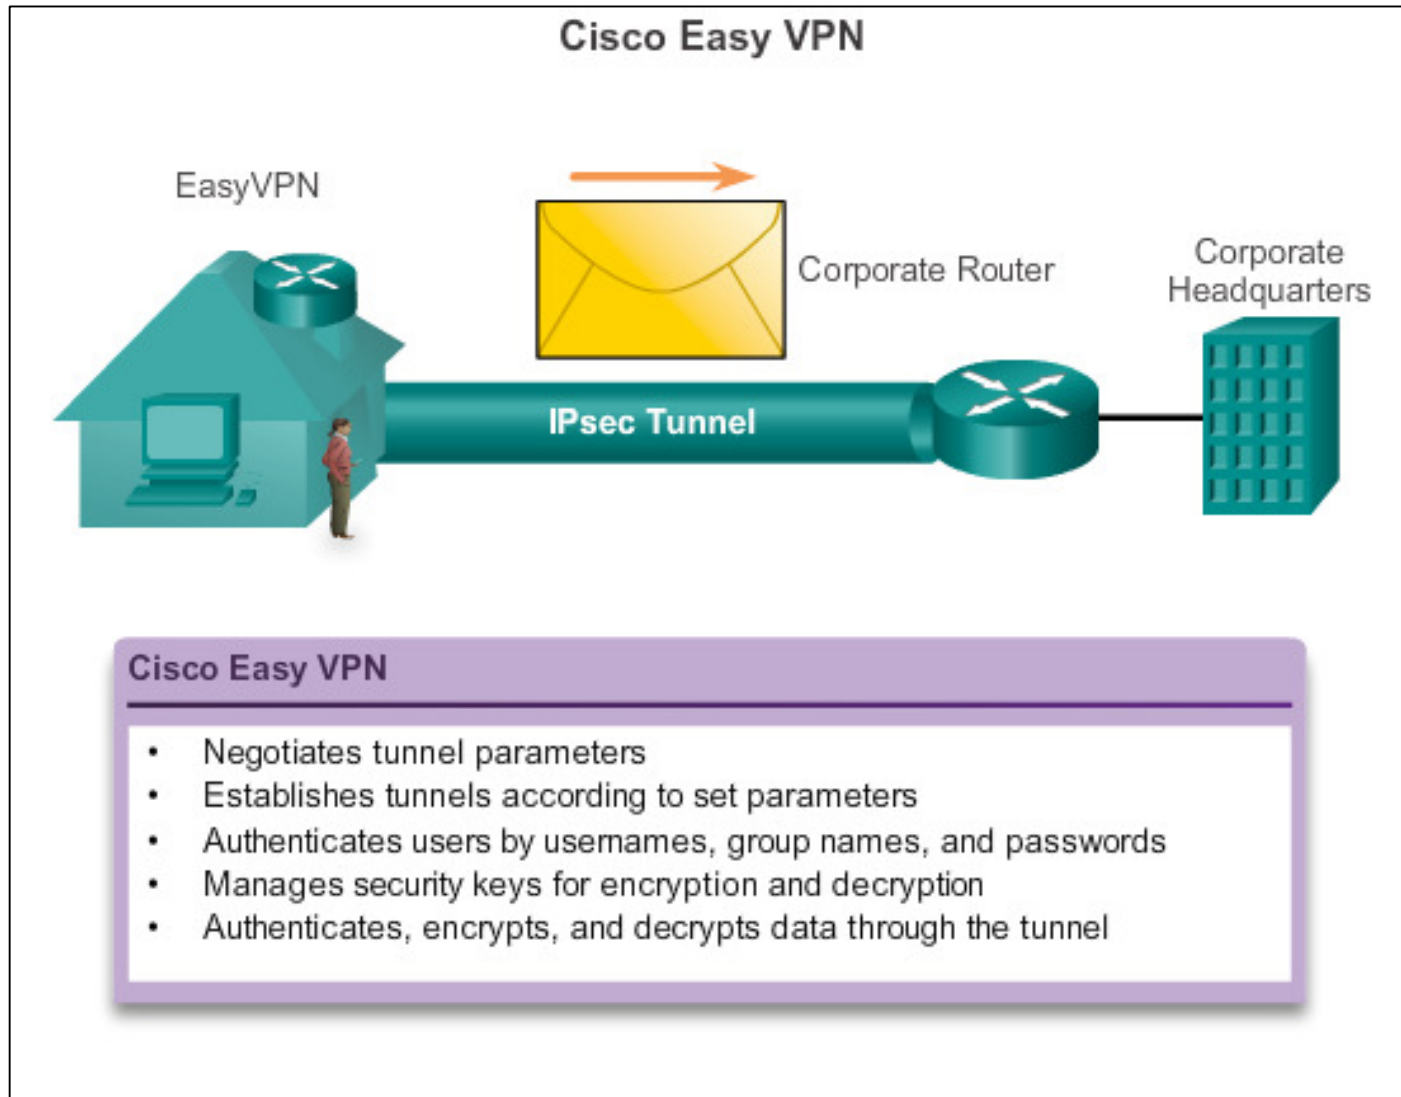 Cisco Easy VPN
EasyVPN
Corporate Router
Corporate
Headquarters
IPsec Tunnel
Cisco Easy VPN
• Negotiates tunnel parameters
• Establishes tunnels according to set parameters
• Authenticates users by usernames, group names, and passwords
• Manages security keys for encryption and decryption
• Authenticates, encrypts, and decrypts data through the tunnel